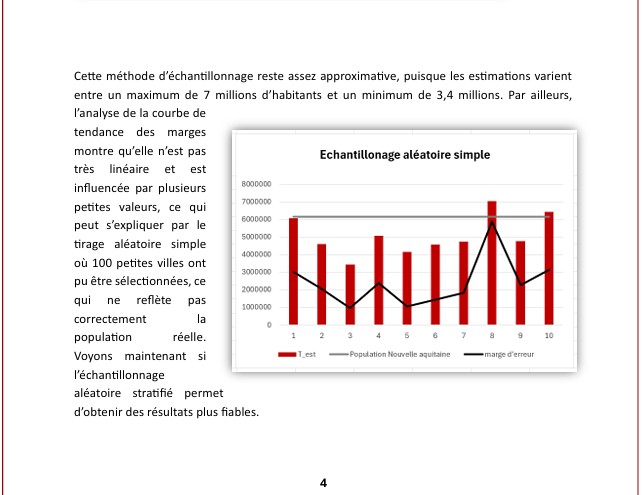 Cette méthode d’échantillonnage reste assez approximative, puisque les estimations varient
entre un maximum de 7 millions d’habitants et un minimum de 3,4 millions. Par ailleurs,
l’analyse de la courbe de
tendance des marges
montre qu’elle n’est pas
très linéaire et est
influencée par plusieurs
petites valeurs, ce qui
peut s’expliquer par le
tirage aléatoire simple
où 100 petites villes ont
pu être sélectionnées, ce
qui ne reflète pas
correctement la
population réelle.
Voyons maintenant si
l’échantillonnage
aléatoire stratifié permet
d’obtenir des résultats plus fiables.
Echantillonage aléatoire simple
8000000
7000000
6000000
5000000
4000000
3000000
2000000
1000000
0
1 2 3 4 5 6 7 8 9 10
T_est Population Nouvelle aquitaine marge d'erreur
4